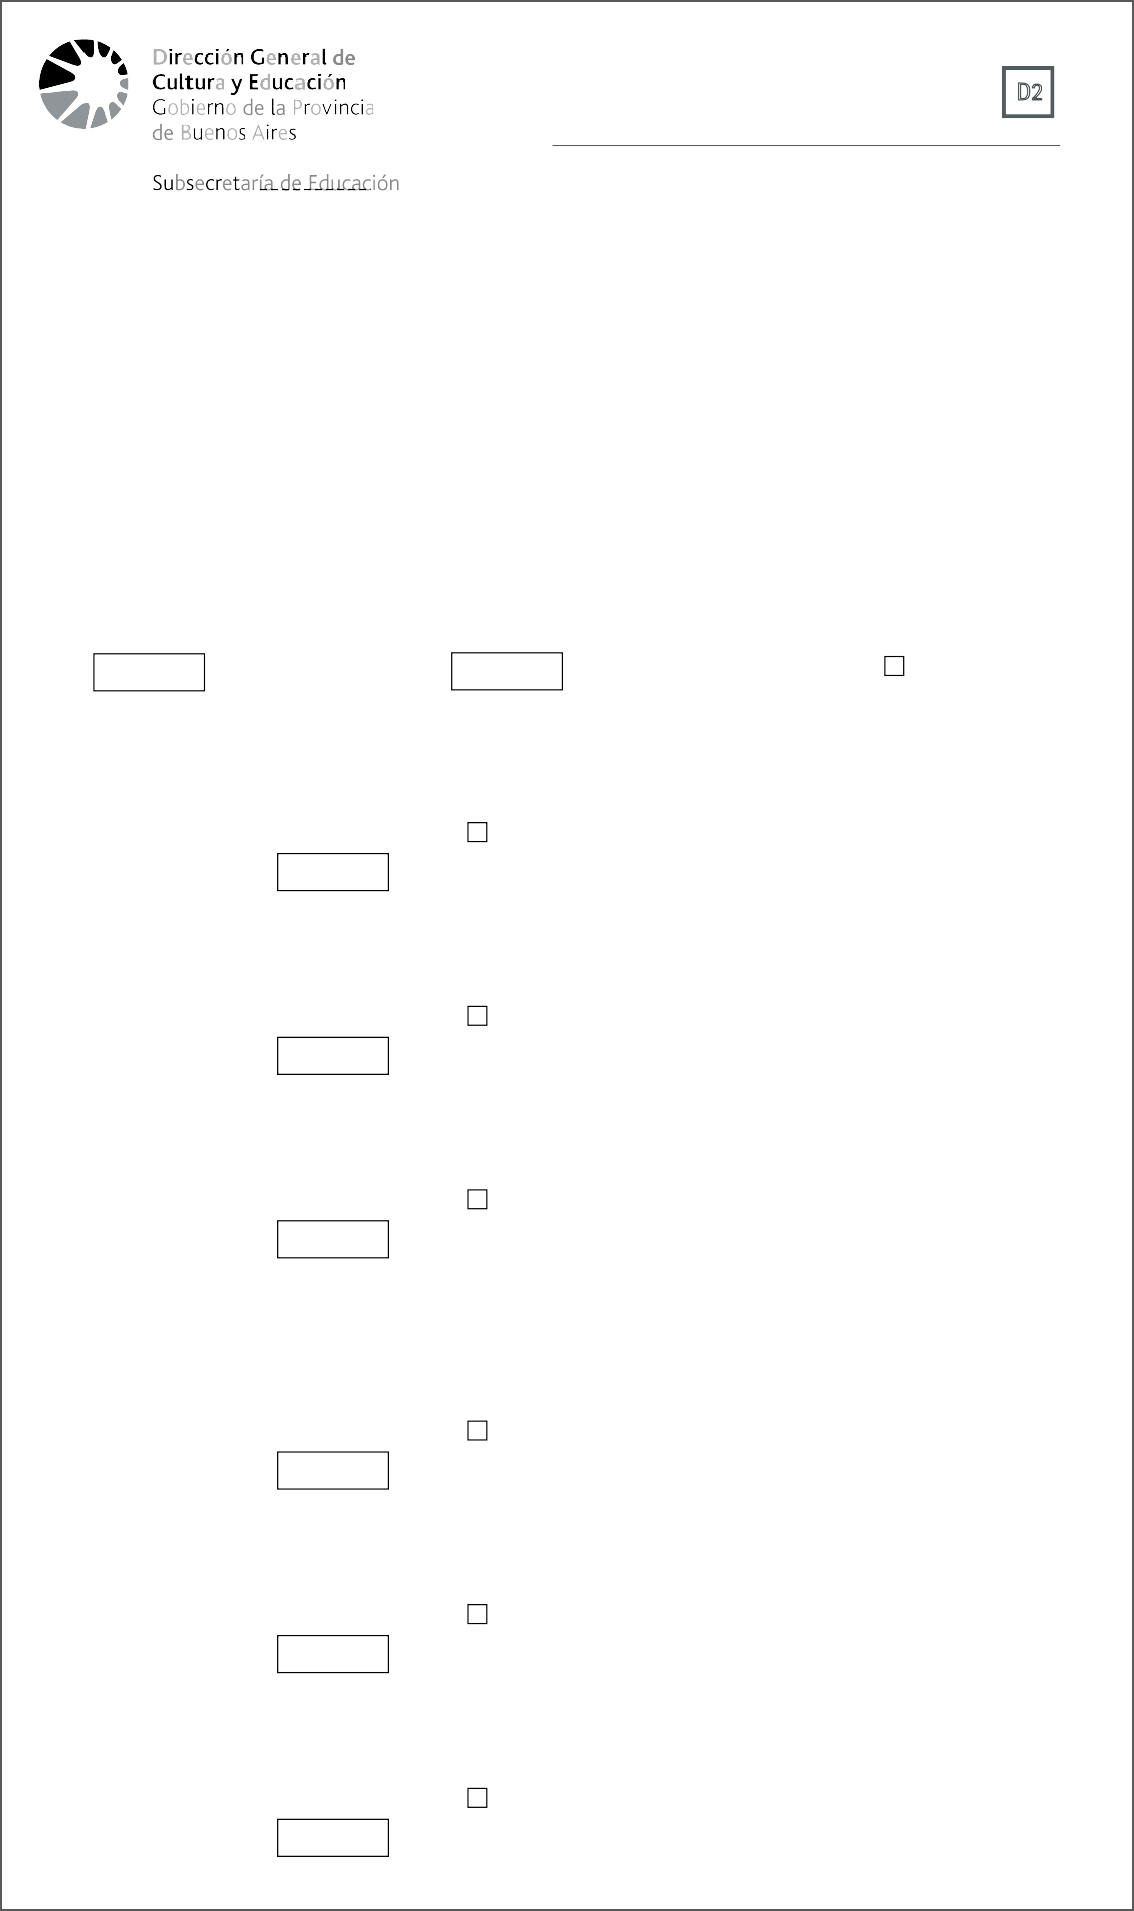 Dirección General de
Cultura y Educación
Gobierno de la Provincia
de Buenos Aires
D2
Subsecretaría de Educación